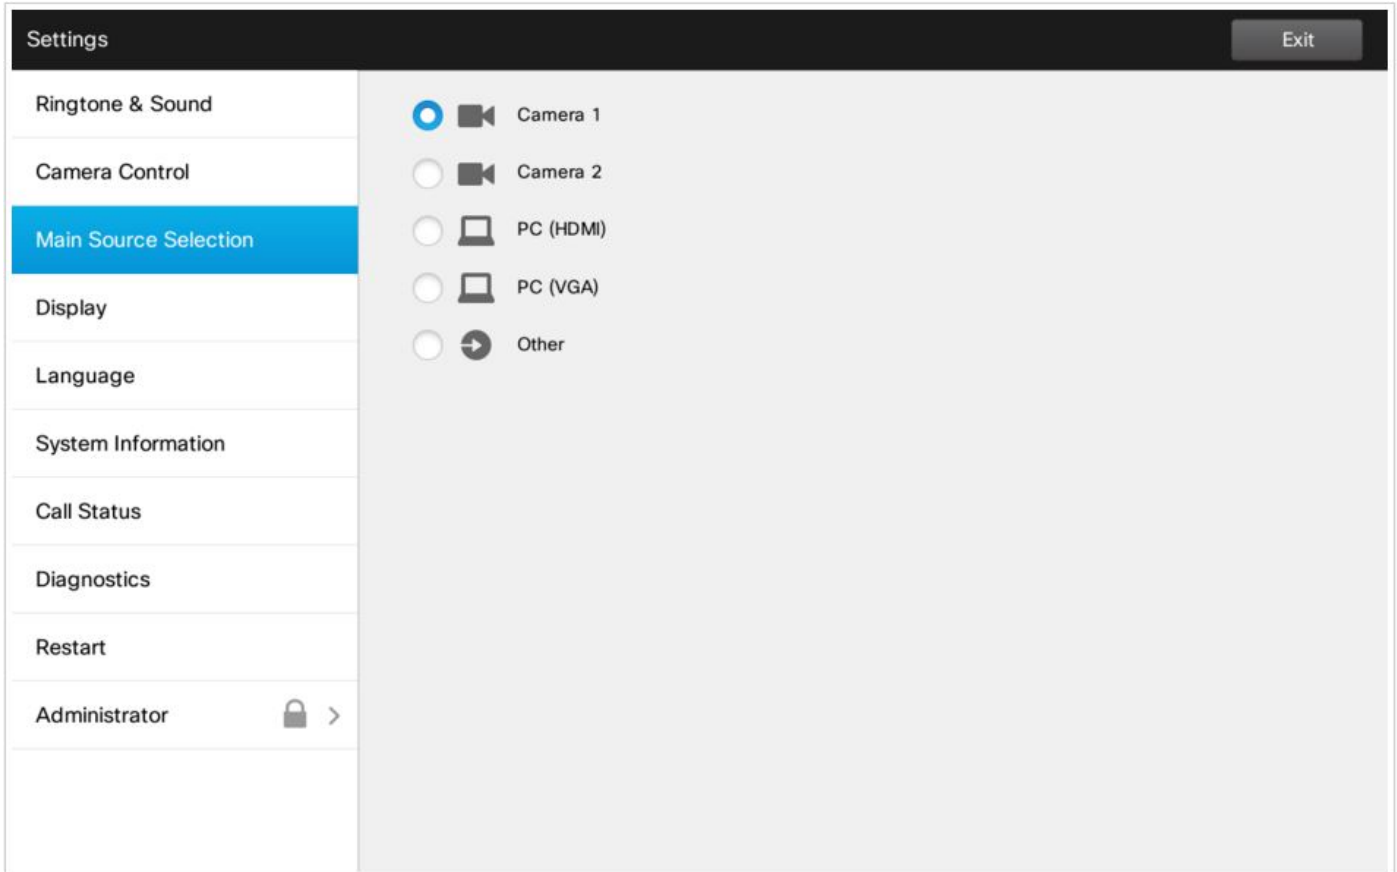 Settings
Exit
Ringtone & Sound
Camera Control
Main Source Selection
Display
Language
System Information
Call Status
Diagnostics
Restart
Administrator
Camera 1
Camera 2
PC (HDMI)
PC (VGA)
Other